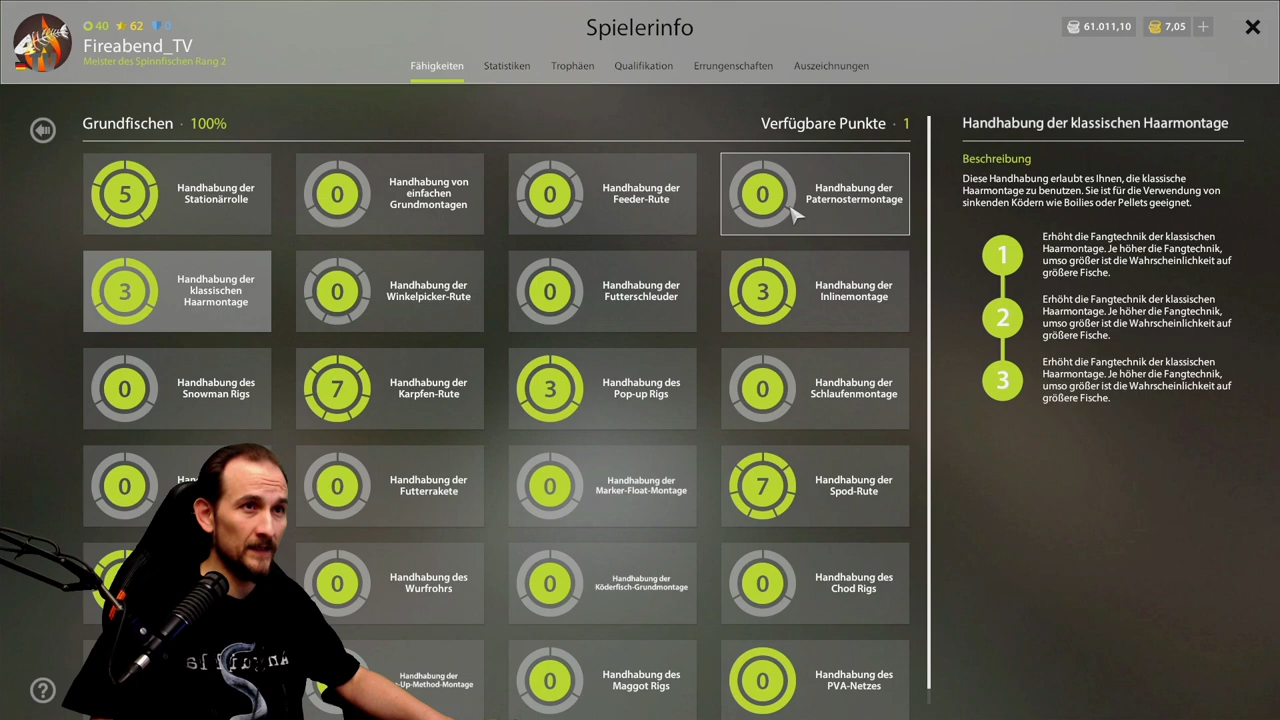 40 62 0
Fireabend_TV
Meister des Spinnfischen Rang 2
Spielerinfo
61.011,10 7,05
Fähigkeiten Statistiken Trophäen Qualifikation Errungenschaften Auszeichnungen
Grundfischen · 100%
Verfügbare Punkte · 1
5
Handhabung der
Stationärrolle
0
Handhabung von
einfachen
Grundmontagen
0
Handhabung der
Feeder-Rute
0
Handhabung der
Paternostermontage
3
Handhabung der
klassischen
Haarmontage
0
Handhabung der
Winkelpicker-Rute
0
Handhabung der
Futterschleuder
3
Handhabung der
Inlinemontage
0
Handhabung des
Snowman Rigs
7
Handhabung der
Karpfen-Rute
3
Handhabung des
Pop-up Rigs
0
Handhabung der
Schlaufenmontage
0
0
Handhabung der
Futterrakete
0
Handhabung der
Marker-Float-Montage
7
Handhabung der
Spod-Rute
0
Handhabung des
Wurfrohrs
0
Handhabung der
Köderfisch-Grundmontage
0
Handhabung des
Chod Rigs
Handhabung der
-Up-Method-Montage
0
Handhabung des
Maggot Rigs
0
Handhabung des
PVA-Netzes
Handhabung der klassischen Haarmontage
Beschreibung
Diese Handhabung erlaubt es Ihnen, die klassische
Haarmontage zu benutzen. Sie ist für die Verwendung von
sinkenden Ködern wie Boilies oder Pellets geeignet.
1
Erhöht die Fangtechnik der klassischen
Haarmontage. Je höher die Fangtechnik,
umso größer ist die Wahrscheinlichkeit auf
größere Fische.
2
Erhöht die Fangtechnik der klassischen
Haarmontage. Je höher die Fangtechnik,
umso größer ist die Wahrscheinlichkeit auf
größere Fische.
3
Erhöht die Fangtechnik der klassischen
Haarmontage. Je höher die Fangtechnik,
umso größer ist die Wahrscheinlichkeit auf
größere Fische.
?